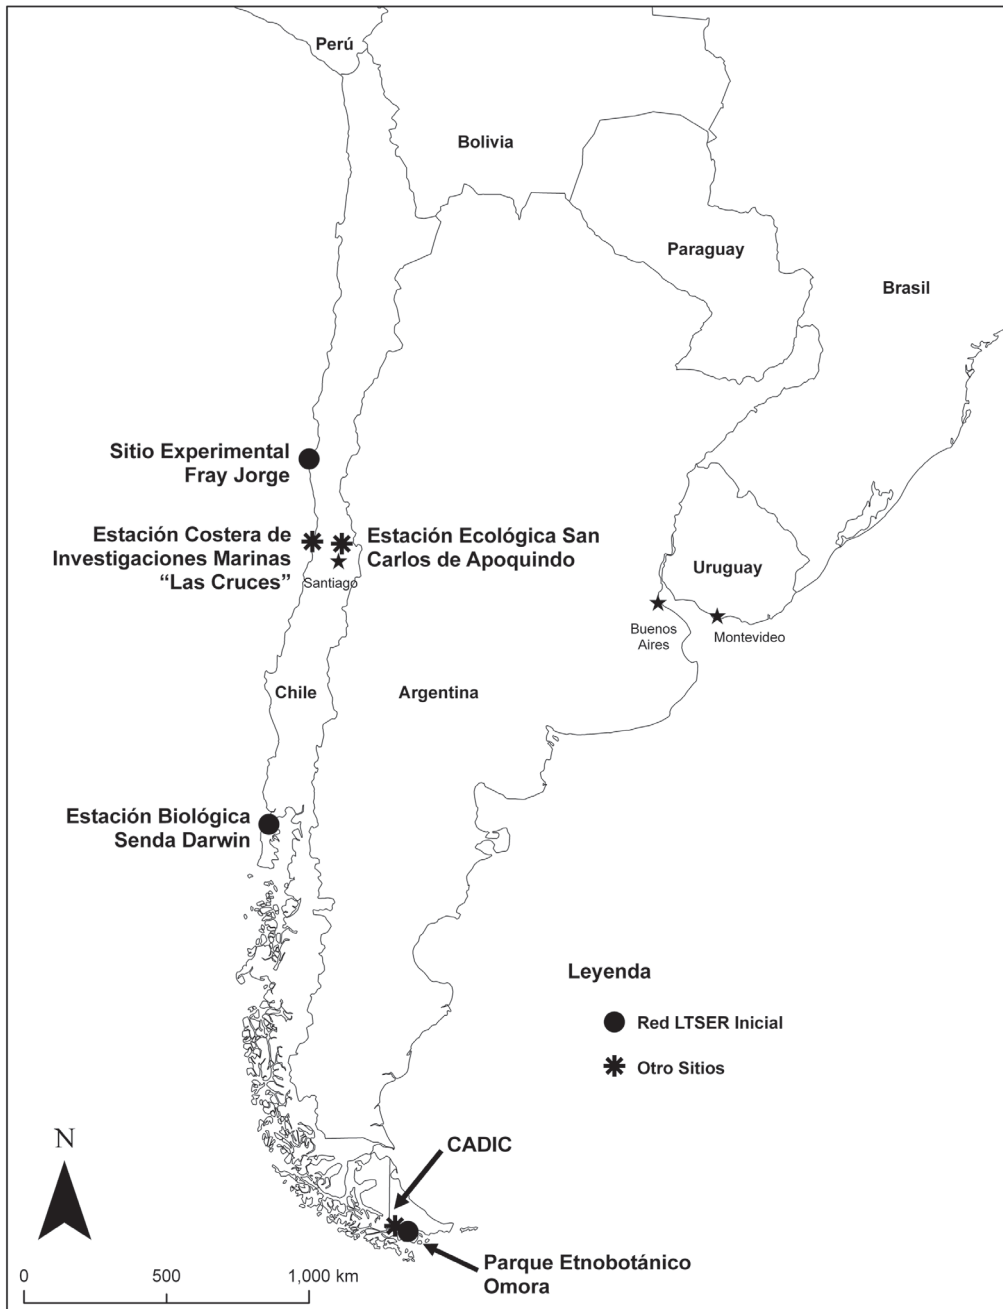 Perú
Bolivia
Paraguay
Brasil
Sitio Experimental
Fray Jorge
Estación Costera de
Investigaciones Marinas
“Las Cruces”
Estación Ecológica San
Carlos de Apoquindo
Santiago
Uruguay
Buenos
Aires
Montevideo
Chile
Argentina
Estación Biológica
Senda Darwin
Leyenda
Red LTSER Inicial
Otro Sitios
N
CADIC
Parque Etnobotánico
Omora
0 500 1,000 km